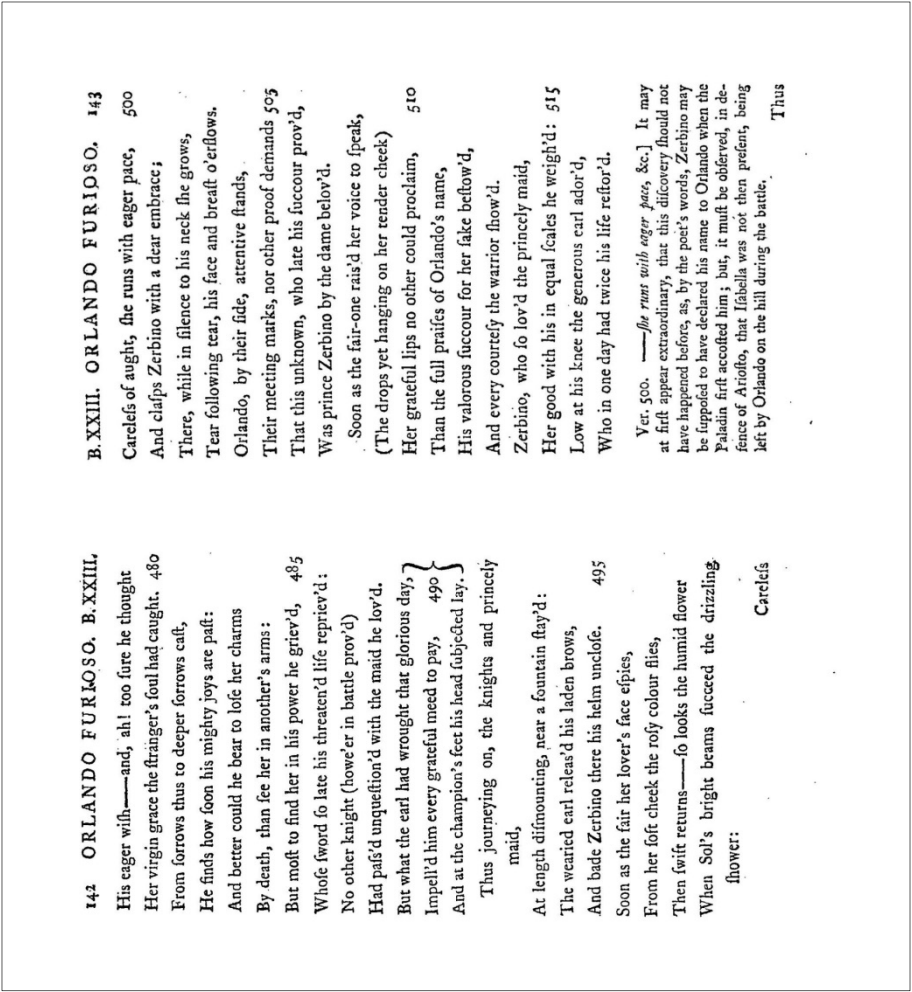 142 ORLANDO FURIOSO. B. XXIII.
His eager wiſh——and, ah! too ſure he thought
Her virgin grace the ſtranger's ſoul had caught. 480
From ſorrows thus to deeper ſorrows caſt,
He finds how ſoon his mighty joys are paſt:
And better could he bear to loſe her charms
By death, than ſee her in another's arms:
But moſt to find her in his power he griev'd, 485
Whoſe ſword ſo late his threaten'd life repriev'd:
No other knight (howe'er in battle prov'd)
Had paſs'd unqueſtion'd with the maid he lov'd.
But what the earl had wrought that glorious day,
Impell'd him every grateful meed to pay, 490
And at the champion's feet his head ſubjected lay.
Thus journeying on, the knights and princely
maid,
At length diſmounting, near a fountain ſtay'd:
The wearied earl releas'd his laden brows,
And bade Zerbino there his helm uncloſe. 495
Soon as the fair her lover's face eſpies,
From her ſoft cheek the roſy colour flies,
Then ſwift returns——ſo looks the humid flower
When Sol's bright beams ſucceed the drizzling
ſhower:
Careleſs
B. XXIII. ORLANDO FURIOSO. 143
Careleſs of aught, ſhe runs with eager pace, 500
And claſps Zerbino with a dear embrace;
There, while in ſilence to his neck ſhe grows,
Tear following tear, his face and breaſt o'erflows.
Orlando, by their ſide, attentive ſtands,
Their meeting marks, nor other proof demands 505
That this unknown, who late his ſuccour prov'd,
Was prince Zerbino by the dame belov'd.
Soon as the fair-one rais'd her voice to ſpeak,
(The drops yet hanging on her tender cheek)
Her grateful lips no other could proclaim, 510
Than the full praiſes of Orlando's name,
His valorous ſuccour for her ſake beſtow'd,
And every courteſy the warrior ſhow'd.
Zerbino, who ſo lov'd the princely maid,
Her good with his in equal ſcales he weigh'd: 515
Low at his knee the generous earl ador'd,
Who in one day had twice his life reſtor'd.
Ver. 500. ——ſhe runs with eager pace, &c.] It may
at firſt appear extraordinary, that this diſcovery ſhould not
have happened before, as, by the poet's words, Zerbino may
be ſuppoſed to have declared his name to Orlando when the
Paladin firſt accoſted him; but, it muſt be obſerved, in de-
fence of Arioſto, that Iſabella was not then preſent, being
left by Orlando on the hill during the battle.
Thus